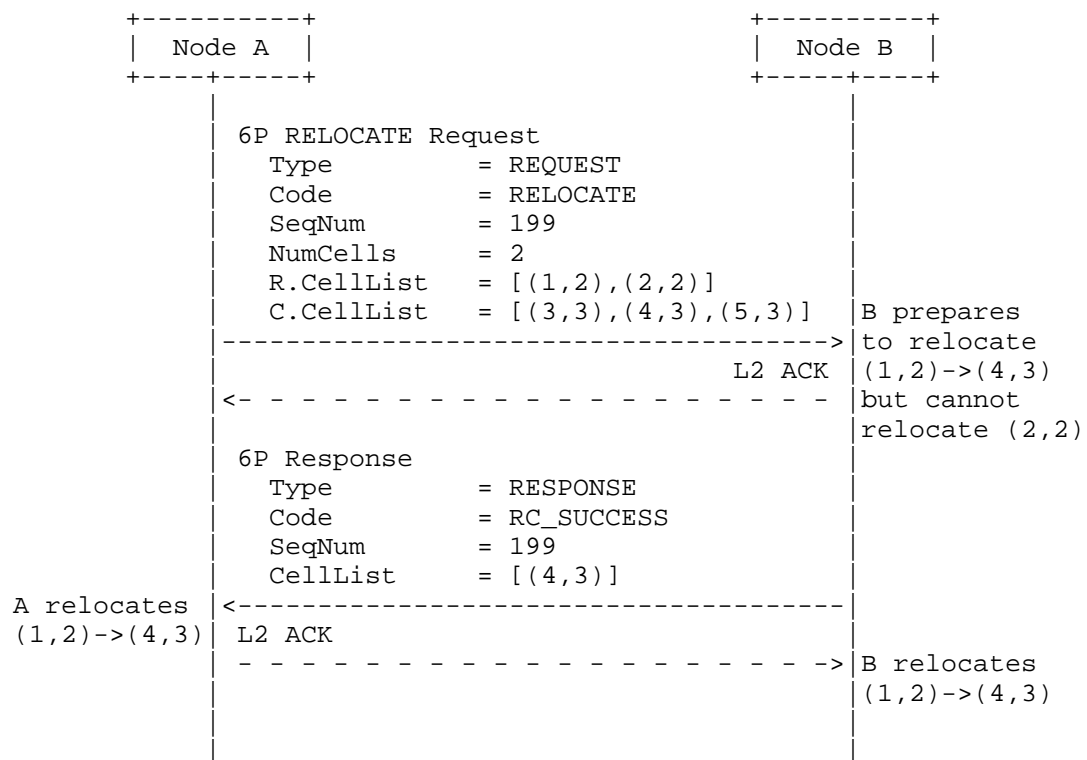 Node A Node B
6P RELOCATE Request
Type = REQUEST
Code = RELOCATE
SeqNum = 199
NumCells = 2
R.CellList = [(1,2),(2,2)]
C.CellList = [(3,3),(4,3),(5,3)] B prepares
to relocate
L2 ACK (1,2)->(4,3)
but cannot
relocate (2,2)
6P Response
Type = RESPONSE
Code = RC_SUCCESS
SeqNum = 199
CellList = [(4,3)]
A relocates
(1,2)->(4,3) L2 ACK
B relocates
(1,2)->(4,3)